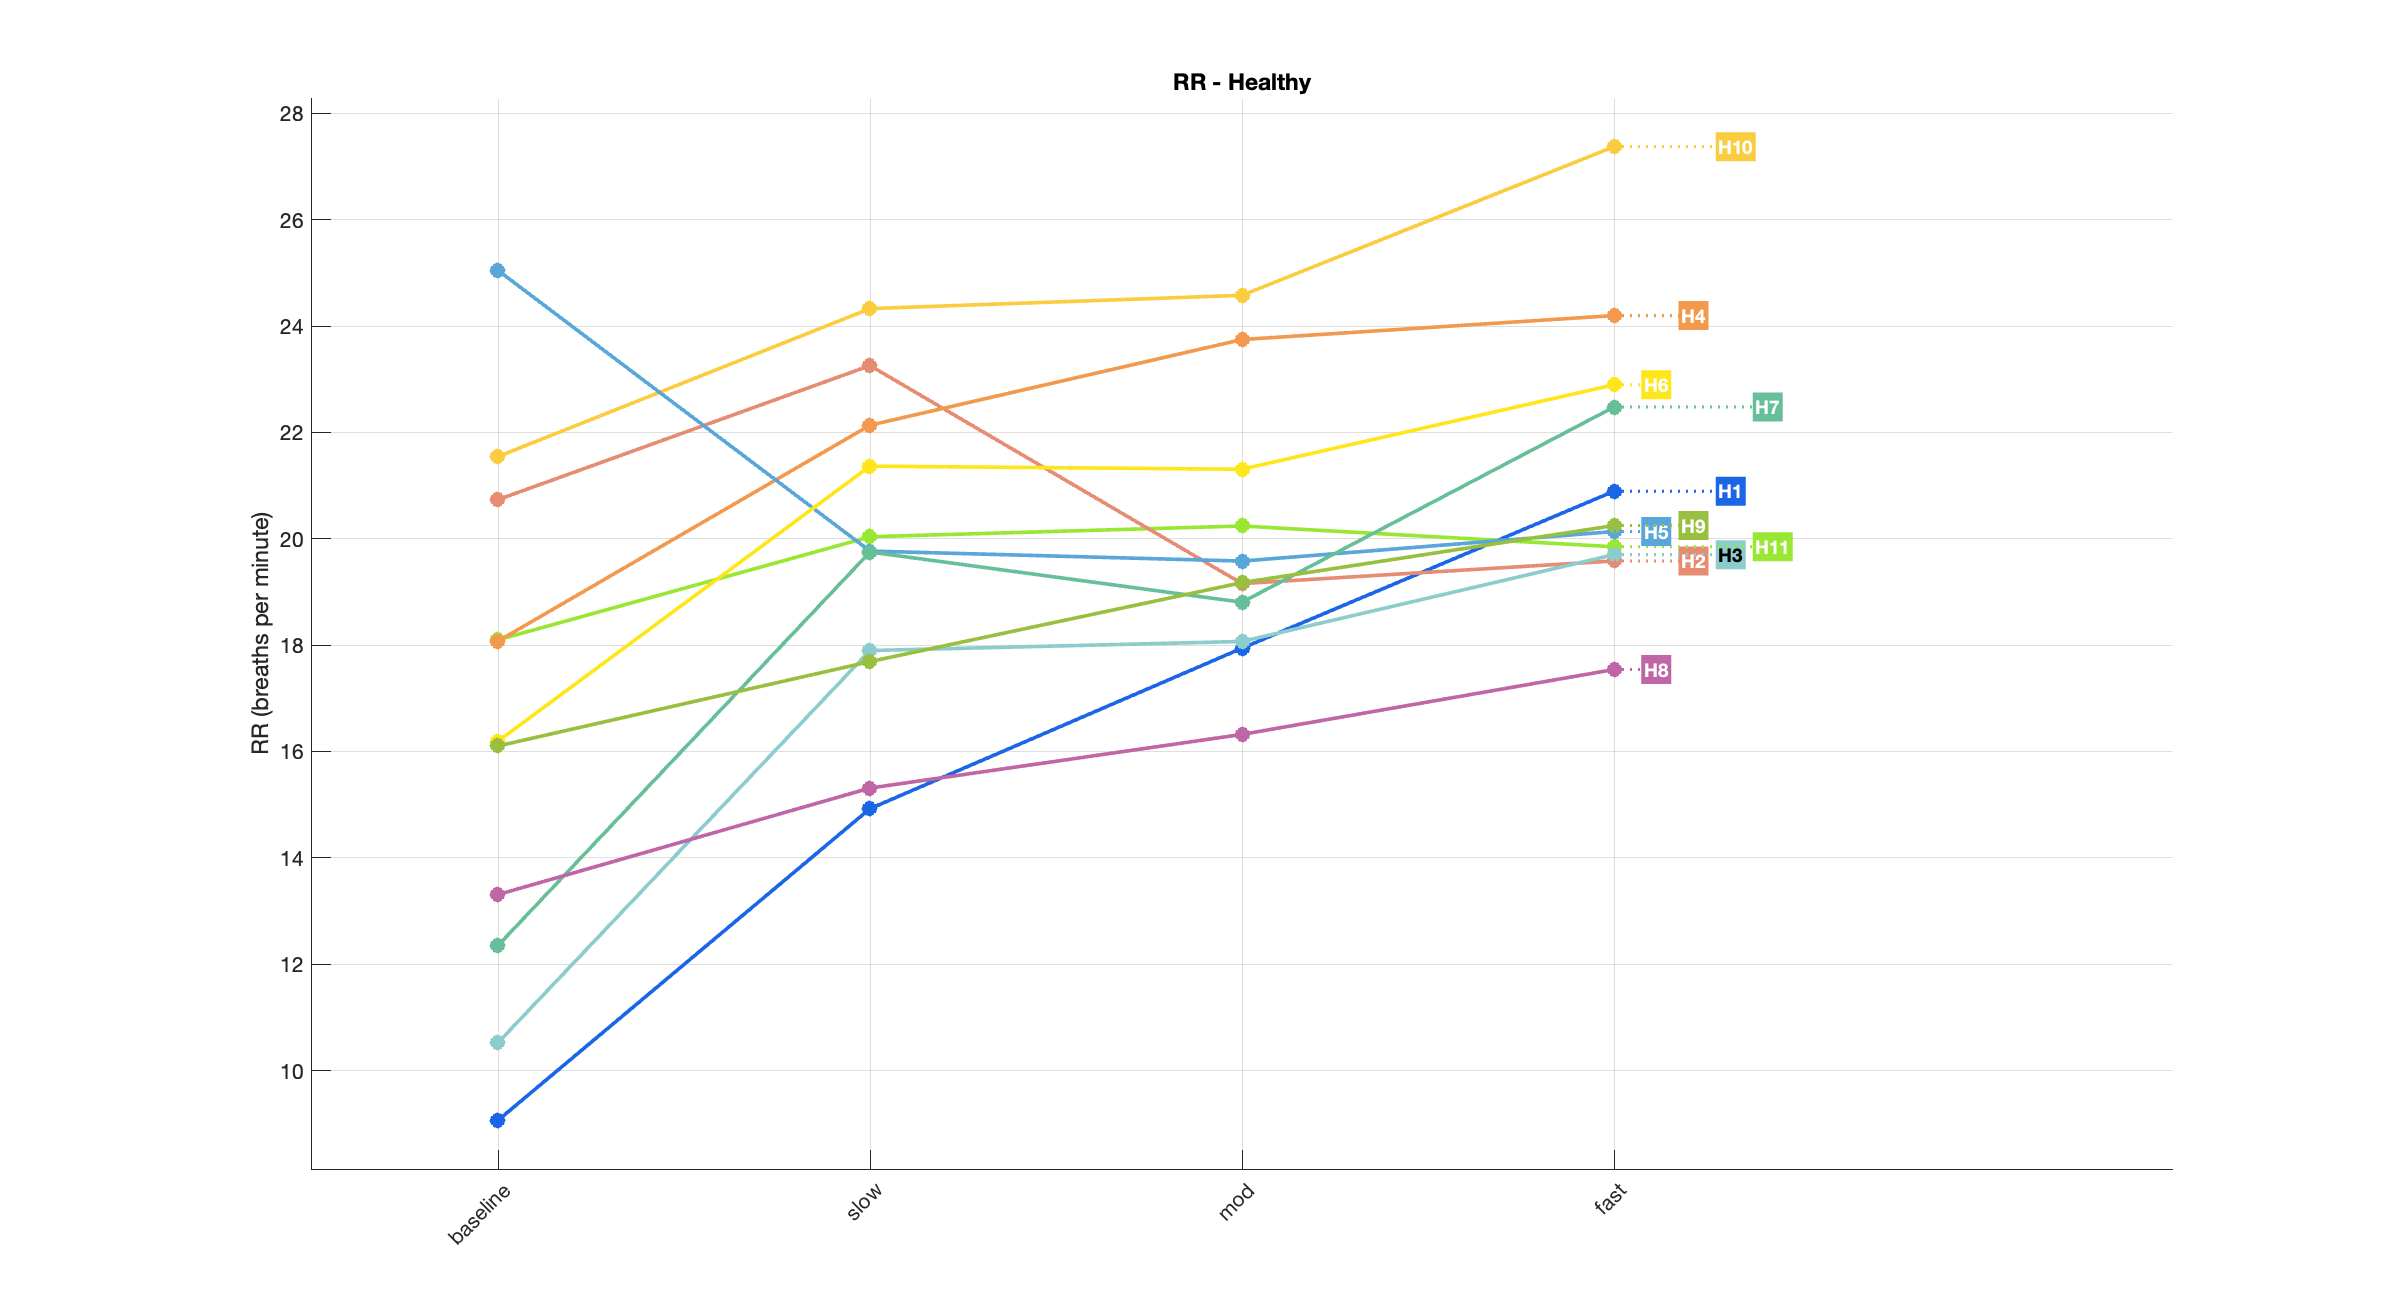 RR - Healthy
28
26
24
22
20
18
16
14
12
10
RR (breaths per minute)
baseline
slow
mod
fast
H10
H4
H6
H7
H1
H9
H5
H11
H3
H2
H8